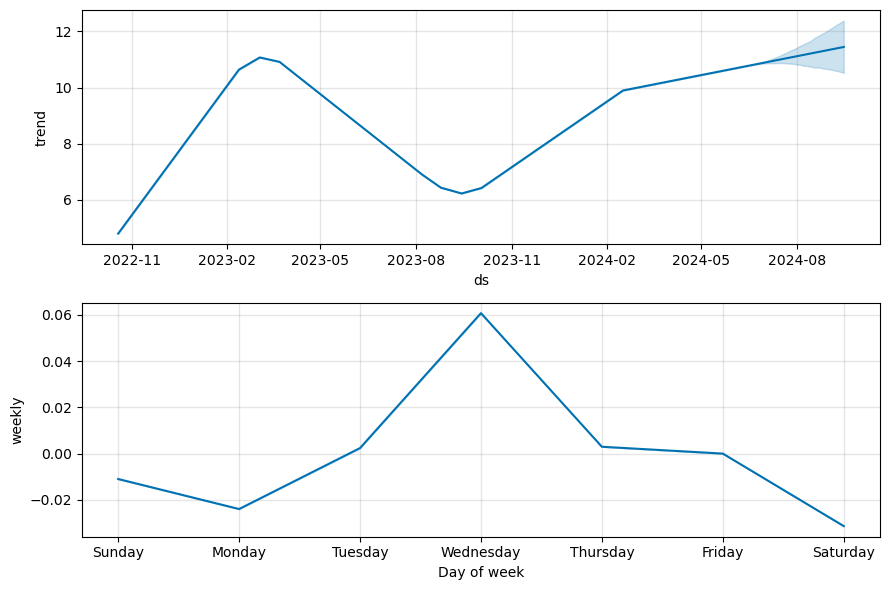 12
10
8
6
trend
2022-11 2023-02 2023-05 2023-08 2023-11 2024-02 2024-05 2024-08
ds
0.06
0.04
0.02
0.00
−0.02
weekly
Sunday Monday Tuesday Wednesday Thursday Friday Saturday
Day of week